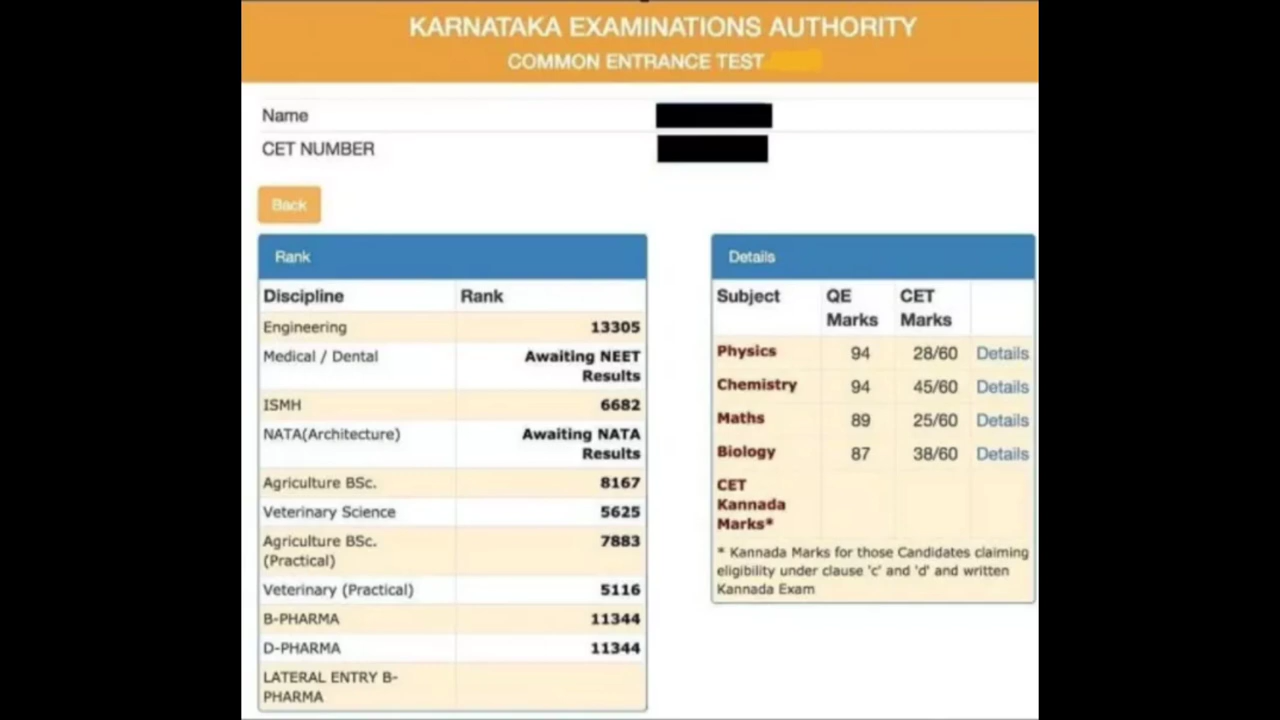 KARNATAKA EXAMINATIONS AUTHORITY
COMMON ENTRANCE TEST
Name
CET NUMBER
Back
Rank
Discipline Rank
Engineering 13305
Medical / Dental Awaiting NEET
Results
ISMH 6682
NATA(Architecture) Awaiting NATA
Results
Agriculture BSc. 8167
Veterinary Science 5625
Agriculture BSc. 7883
(Practical)
Veterinary (Practical) 5116
B-PHARMA 11344
D-PHARMA 11344
LATERAL ENTRY B-
PHARMA
Details
Subject QE CET
Marks Marks
Physics 94 28/60 Details
Chemistry 94 45/60 Details
Maths 89 25/60 Details
Biology 87 38/60 Details
CET
Kannada
Marks*
* Kannada Marks for those Candidates claiming
eligibility under clause 'c' and 'd' and written
Kannada Exam